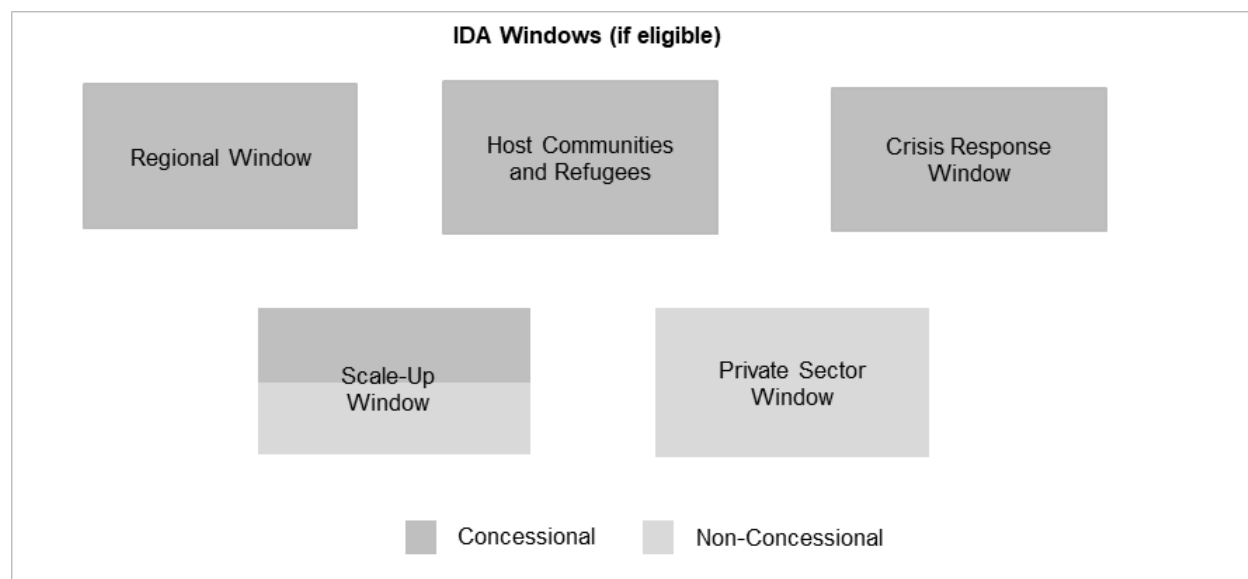 IDA Windows (if eligible)
Regional Window
Host Communities
and Refugees
Crisis Response
Window
Scale-Up
Window
Private Sector
Window
Concessional
Non-Concessional